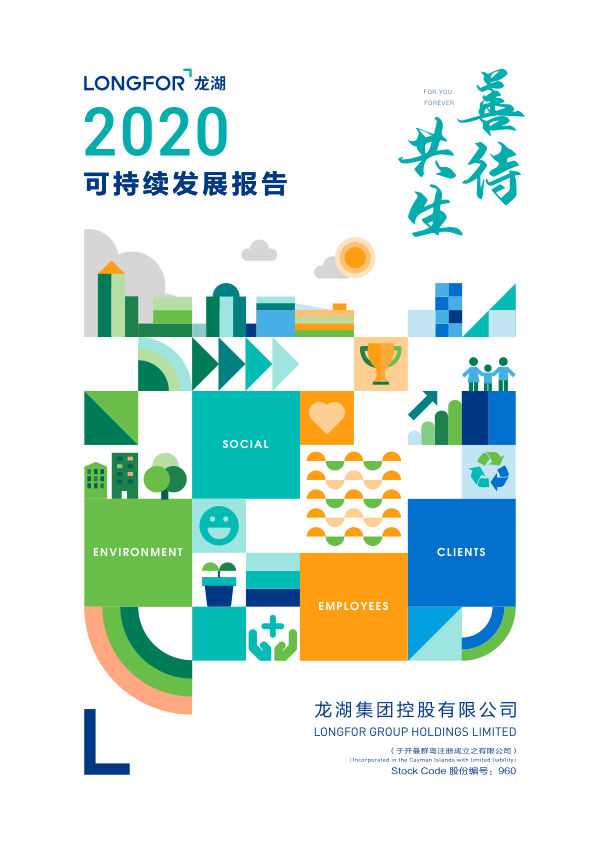 LONGFOR 龙湖
2020
可持续发展报告
FOR YOU
FOREVER
善待
共生
SOCIAL
ENVIRONMENT
CLIENTS
EMPLOYEES
龙湖集团控股有限公司
LONGFOR GROUP HOLDINGS LIMITED
（于开曼群岛注册成立之有限公司）
(Incorporated in the Cayman Islands with limited liability)
Stock Code 股份编号：960